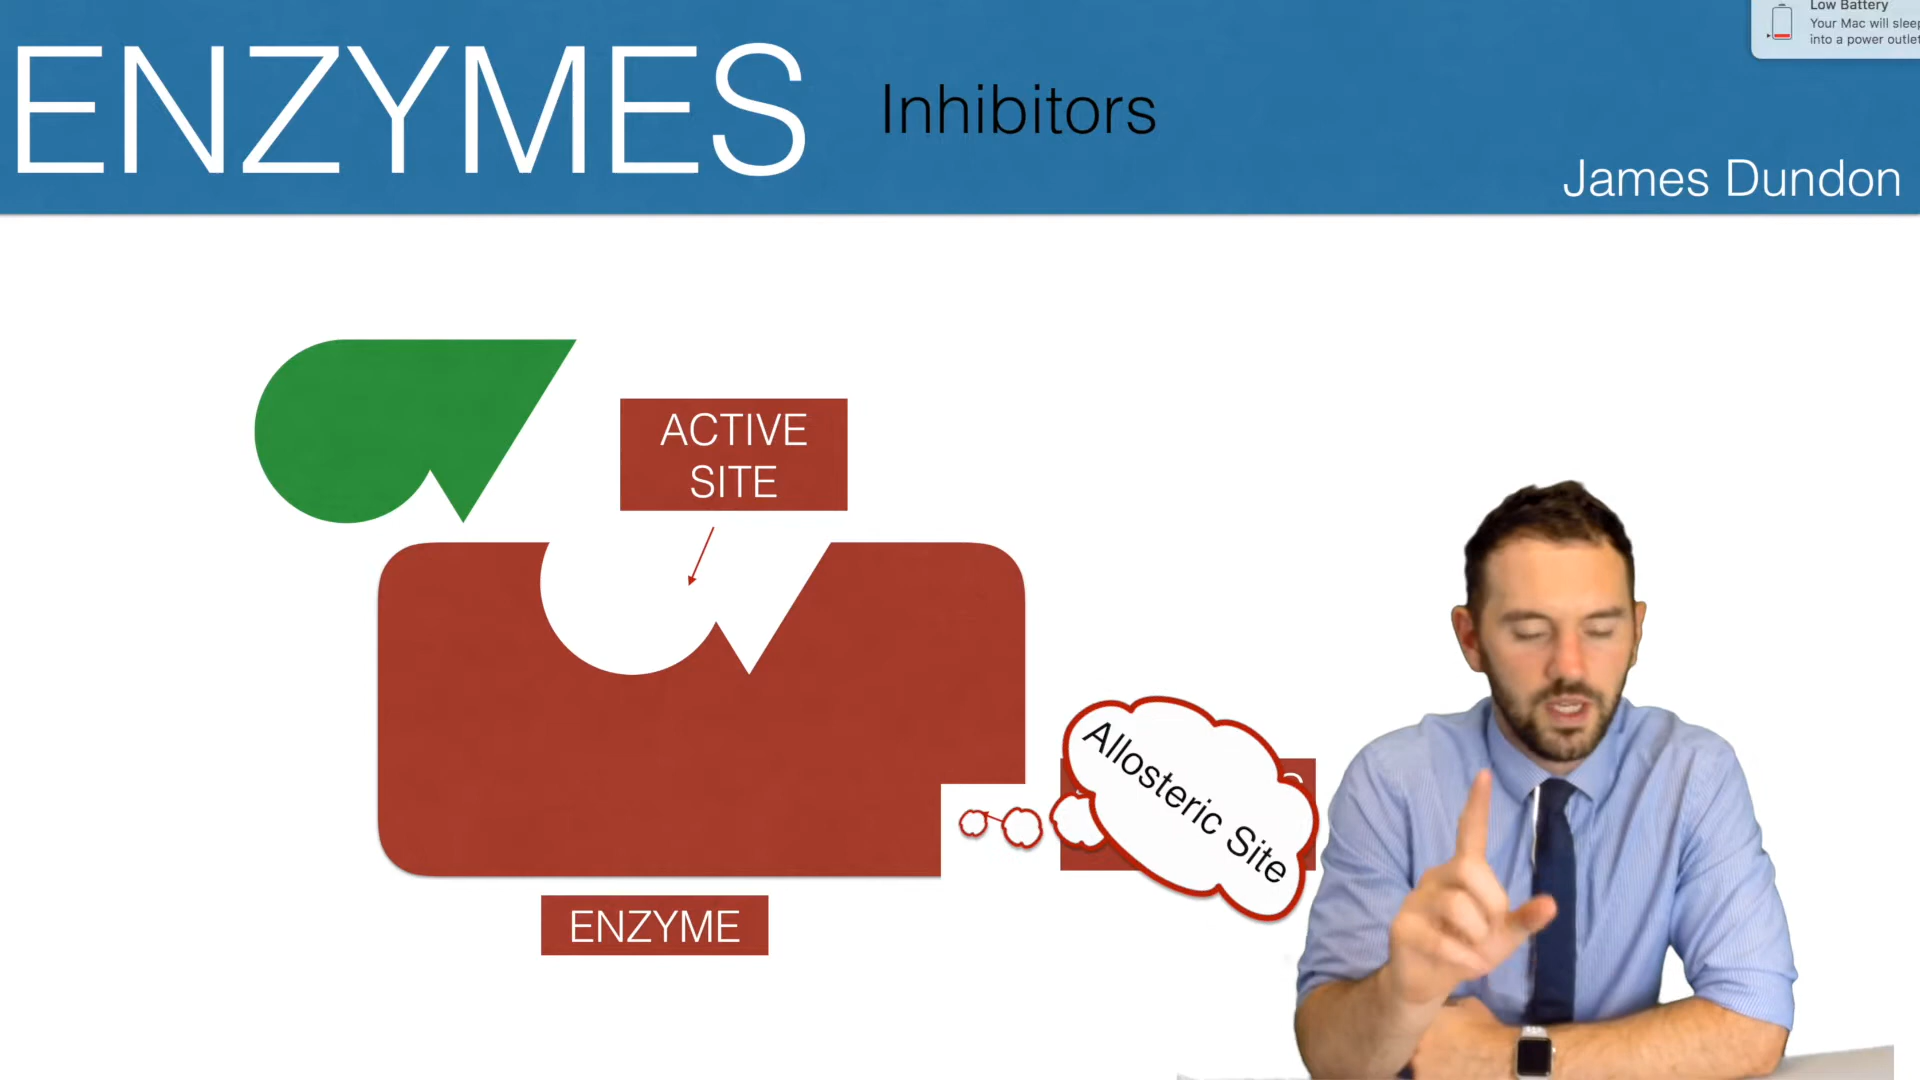 Low Battery
Your Mac will sleep
into a power outlet
ENZYMES
Inhibitors
James Dundon
ACTIVE
SITE
Allosteric Site
ENZYME